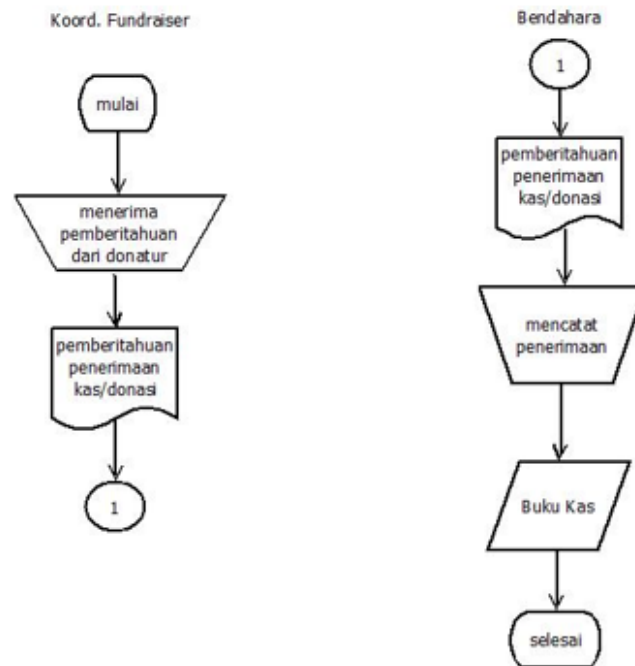 Koord. Fundraiser
mulai
menerima
pemberitahuan
dari donatur
pemberitahuan
penerimaan
kas/donasi
1
Bendahara
1
pemberitahuan
penerimaan
kas/donasi
mencatat
penerimaan
Buku Kas
selesai